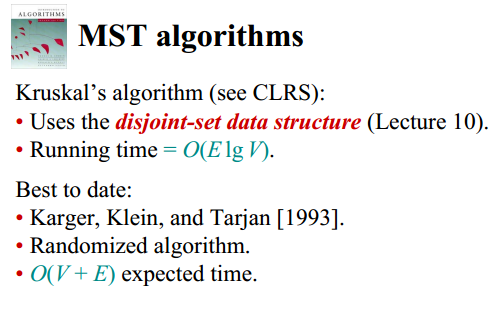 ALGORITHMS
MST algorithms
Kruskal's algorithm (see CLRS):
• Uses the disjoint-set data structure (Lecture 10).
• Running time = O(E lg V).
Best to date:
• Karger, Klein, and Tarjan [1993].
• Randomized algorithm.
• O(V + E) expected time.